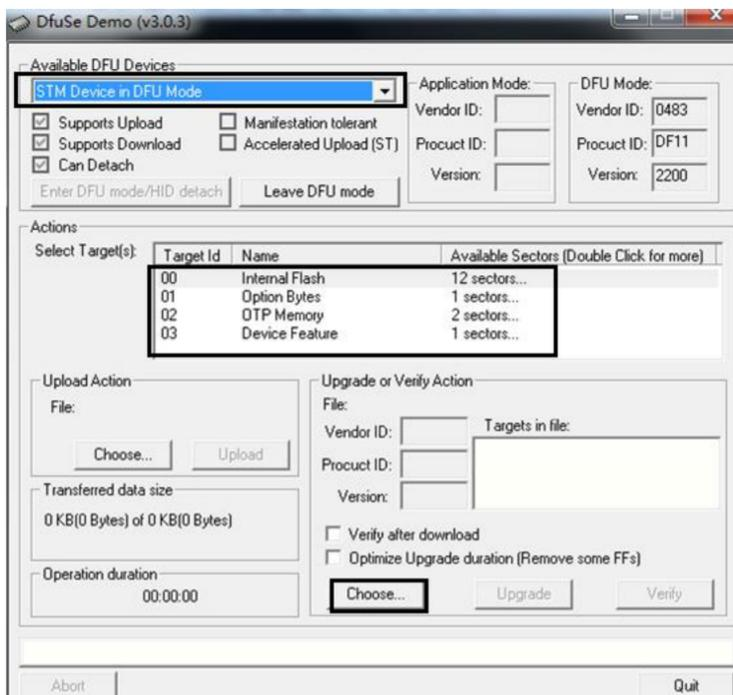 DfuSe Demo (v3.0.3)
Available DFU Devices
STM Device in DFU Mode
Supports Upload
Manifestation tolerant
Supports Download
Accelerated Upload (ST)
Can Detach
Enter DFU mode/HID detach
Leave DFU mode
Application Mode:
Vendor ID:
Procuct ID:
Version:
DFU Mode:
Vendor ID: 0483
Procuct ID: DF11
Version: 2200
Actions
Select Target(s):
Target Id Name Available Sectors (Double Click for more)
00 Internal Flash 12 sectors...
01 Option Bytes 1 sectors...
02 OTP Memory 2 sectors...
03 Device Feature 1 sectors...
Upload Action
File:
Choose... Upload
Transferred data size
0 KB(0 Bytes) of 0 KB(0 Bytes)
Operation duration
00:00:00
Upgrade or Verify Action
File:
Vendor ID:
Procuct ID:
Version:
Targets in file:
Verify after download
Optimize Upgrade duration (Remove some FFs)
Choose... Upgrade Verify
Abort Quit